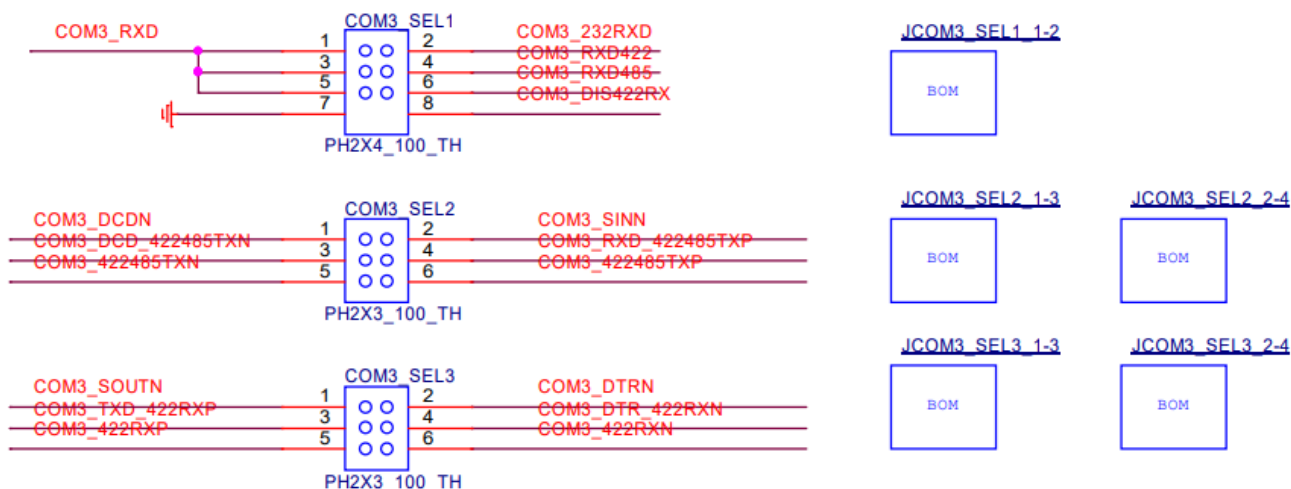 COM3_RXD
COM3_SEL1
1 2
3 4
5 6
7 8
COM3_232RXD
COM3_RXD422
COM3_RXD485
COM3_DIS422RX
PH2X4_100_TH
JCOM3_SEL1_1-2
BOM
COM3_DCDN
COM3_DCD_422485TXN
COM3_422485TXN
COM3_SEL2
1 2
3 4
5 6
COM3_SINN
COM3_RXD_422485TXP
COM3_422485TXP
PH2X3_100_TH
JCOM3_SEL2_1-3
BOM
JCOM3_SEL2_2-4
BOM
COM3_SOUTN
COM3_TXD_422RXP
COM3_422RXP
COM3_SEL3
1 2
3 4
5 6
COM3_DTRN
COM3_DTR_422RXN
COM3_422RXN
PH2X3_100_TH
JCOM3_SEL3_1-3
BOM
JCOM3_SEL3_2-4
BOM